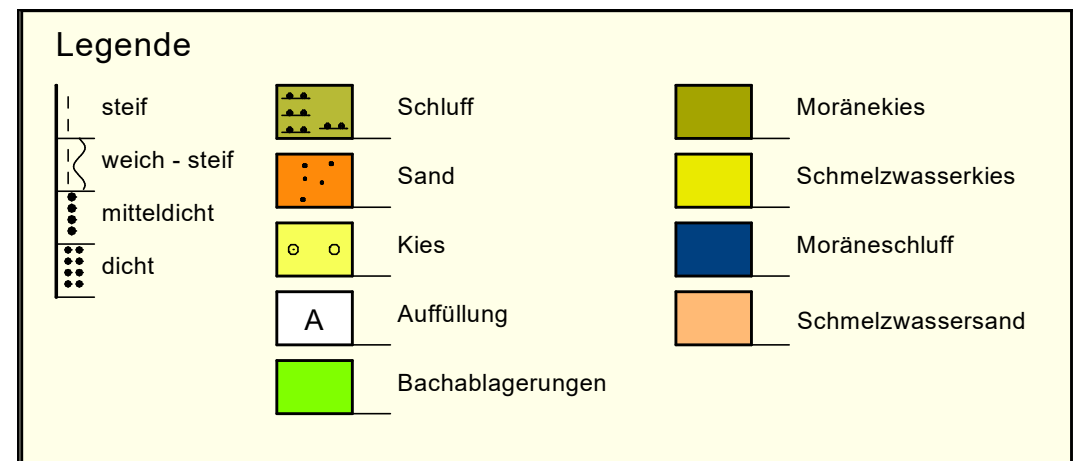 Legende
steif
weich - steif
mitteldicht
dicht
Schluff
Sand
Kies
A
Auffüllung
Bachablagerungen
Moränekies
Schmelzwasserkies
Moräneschluff
Schmelzwassersand